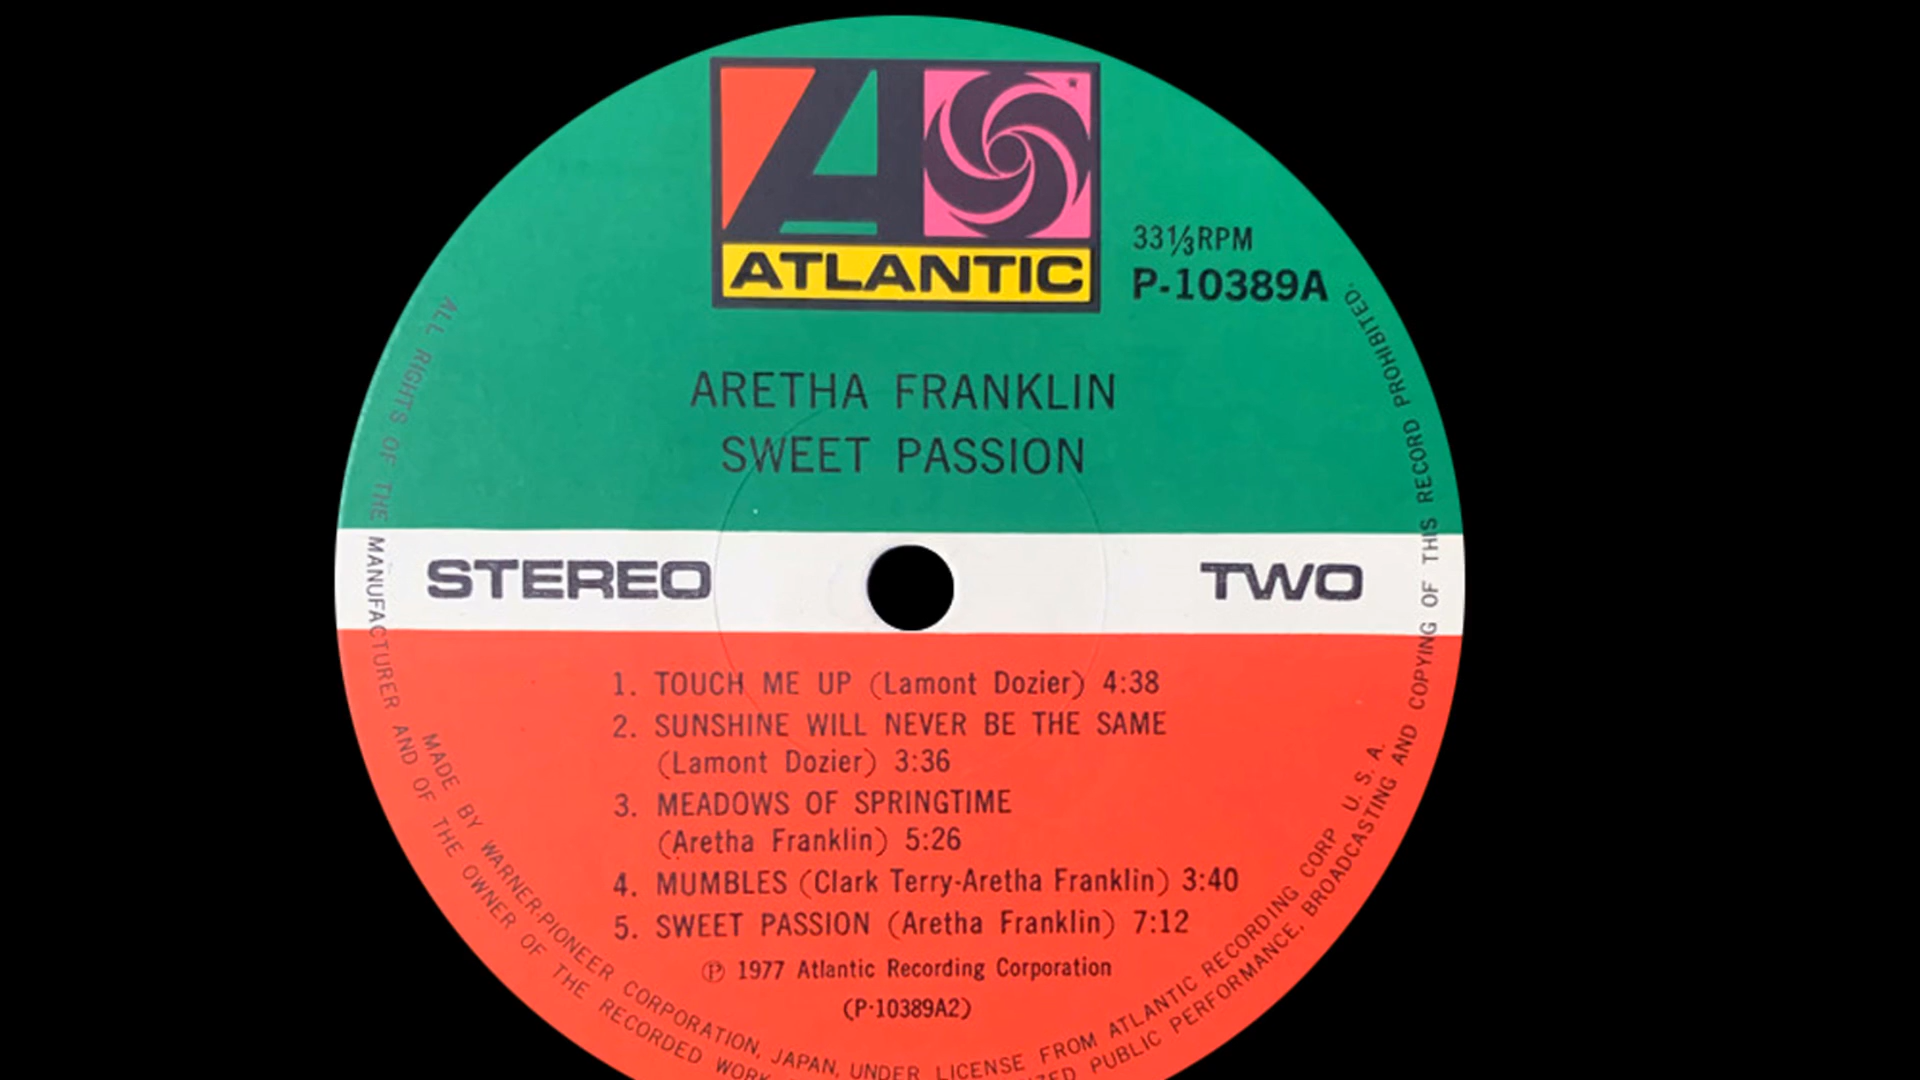 ATLANTIC
33⅓RPM
P-10389A
ARETHA FRANKLIN
SWEET PASSION
STEREO
TWO
1. TOUCH ME UP (Lamont Dozier) 4:38
2. SUNSHINE WILL NEVER BE THE SAME
(Lamont Dozier) 3:36
3. MEADOWS OF SPRINGTIME
(Aretha Franklin) 5:26
4. MUMBLES (Clark Terry-Aretha Franklin) 3:40
5. SWEET PASSION (Aretha Franklin) 7:12
℗ 1977 Atlantic Recording Corporation
(P·10389A2)
MADE BY WARNER-PIONEER CORPORATION, JAPAN, UNDER LICENSE FROM ATLANTIC RECORDING CORP U. S. A.
ALL RIGHTS OF THE MANUFACTURER AND OF THE OWNER OF THE RECORDED WORK PUBLIC PERFORMANCE, BROADCASTING AND COPYING OF THIS RECORD PROHIBITED.